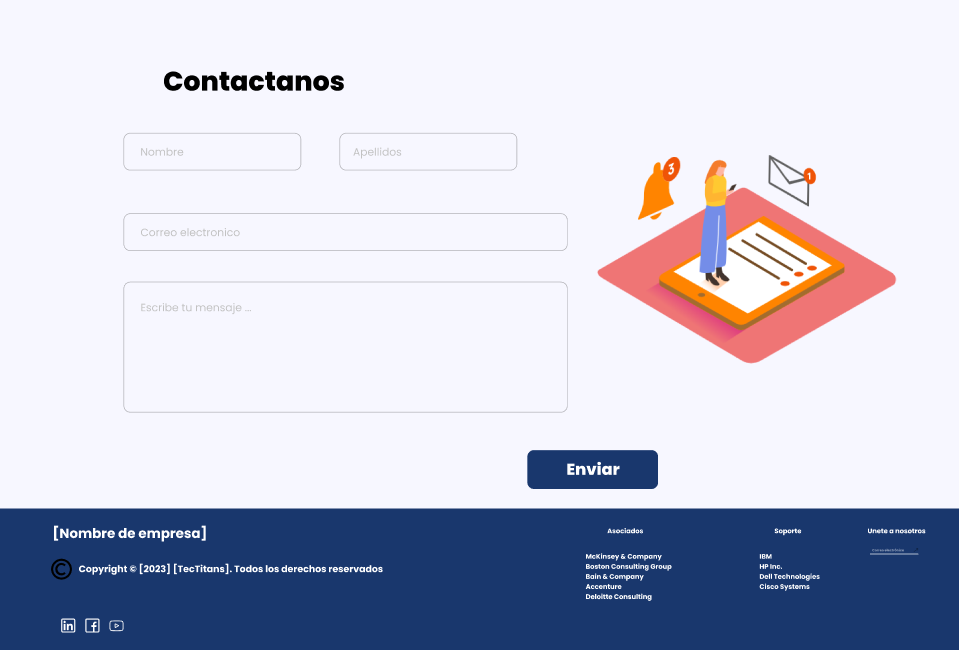 Contactanos
Nombre
Apellidos
Correo electronico
Escribe tu mensaje ...
3
1
Enviar
[Nombre de empresa]
Copyright © [2023] [TecTitans]. Todos los derechos reservados
Asociados
McKinsey & Company
Boston Consulting Group
Bain & Company
Accenture
Deloitte Consulting
Soporte
IBM
HP Inc.
Dell Technologies
Cisco Systems
Unete a nosotros
Correo electrónico